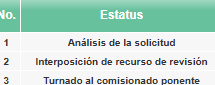 No. Estatus
1 Análisis de la solicitud
2 Interposición de recurso de revisión
3 Turnado al comisionado ponente